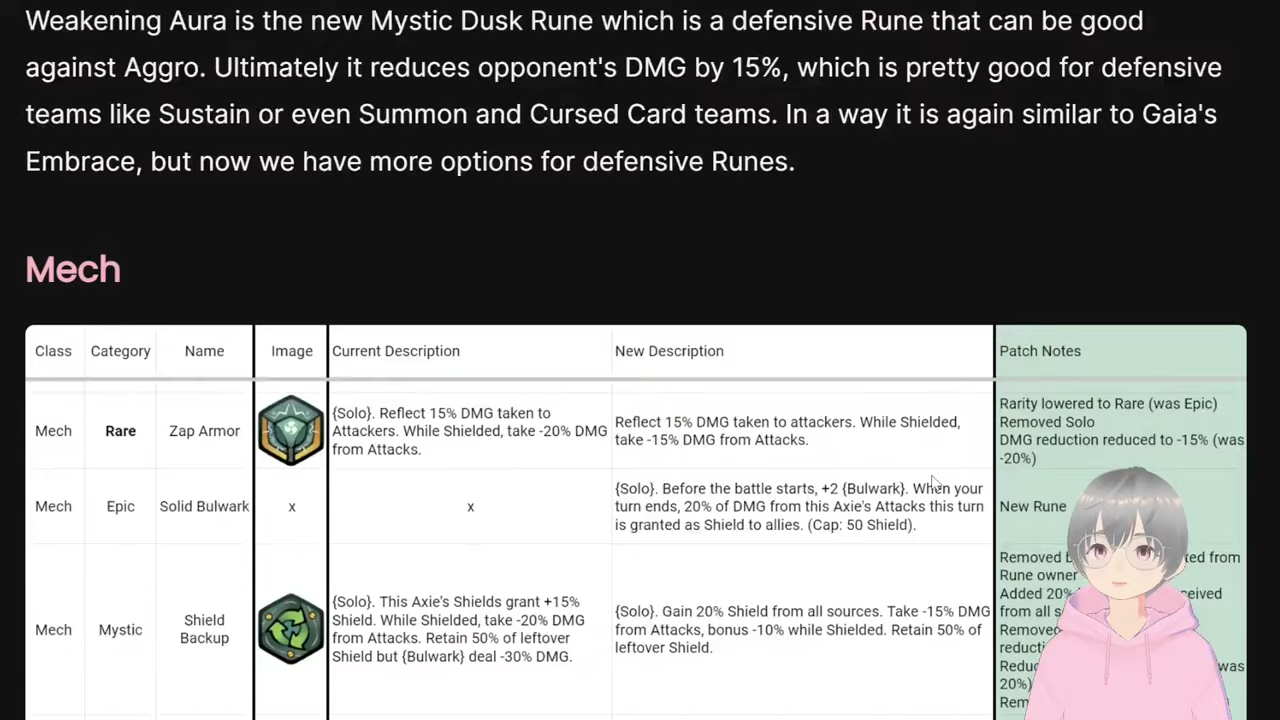 Weakening Aura is the new Mystic Dusk Rune which is a defensive Rune that can be good
against Aggro. Ultimately it reduces opponent's DMG by 15%, which is pretty good for defensive
teams like Sustain or even Summon and Cursed Card teams. In a way it is again similar to Gaia's
Embrace, but now we have more options for defensive Runes.
Mech
Class Category Name Image Current Description New Description Patch Notes
Mech
Rare
Zap Armor
{Solo}. Reflect 15% DMG taken to
Attackers. While Shielded, take -20% DMG
from Attacks.
Reflect 15% DMG taken to attackers. While Shielded,
take -15% DMG from Attacks.
Rarity lowered to Rare (was Epic)
Removed Solo
DMG reduction reduced to -15% (was
-20%)
Mech
Epic
Solid Bulwark
x
x
{Solo}. Before the battle starts, +2 {Bulwark}. When your
turn ends, 20% of DMG from this Axie's Attacks this turn
is granted as Shield to allies. (Cap: 50 Shield).
New Rune
Mech
Mystic
Shield
Backup
{Solo}. This Axie's Shields grant +15%
Shield. While Shielded, take -20% DMG
from Attacks. Retain 50% of leftover
Shield but {Bulwark} deal -30% DMG.
{Solo}. Gain 20% Shield from all sources. Take -15% DMG
from Attacks, bonus -10% while Shielded. Retain 50% of
leftover Shield.
Removed from
Rune owner
Added 20%
from all
Removed
was
20%)